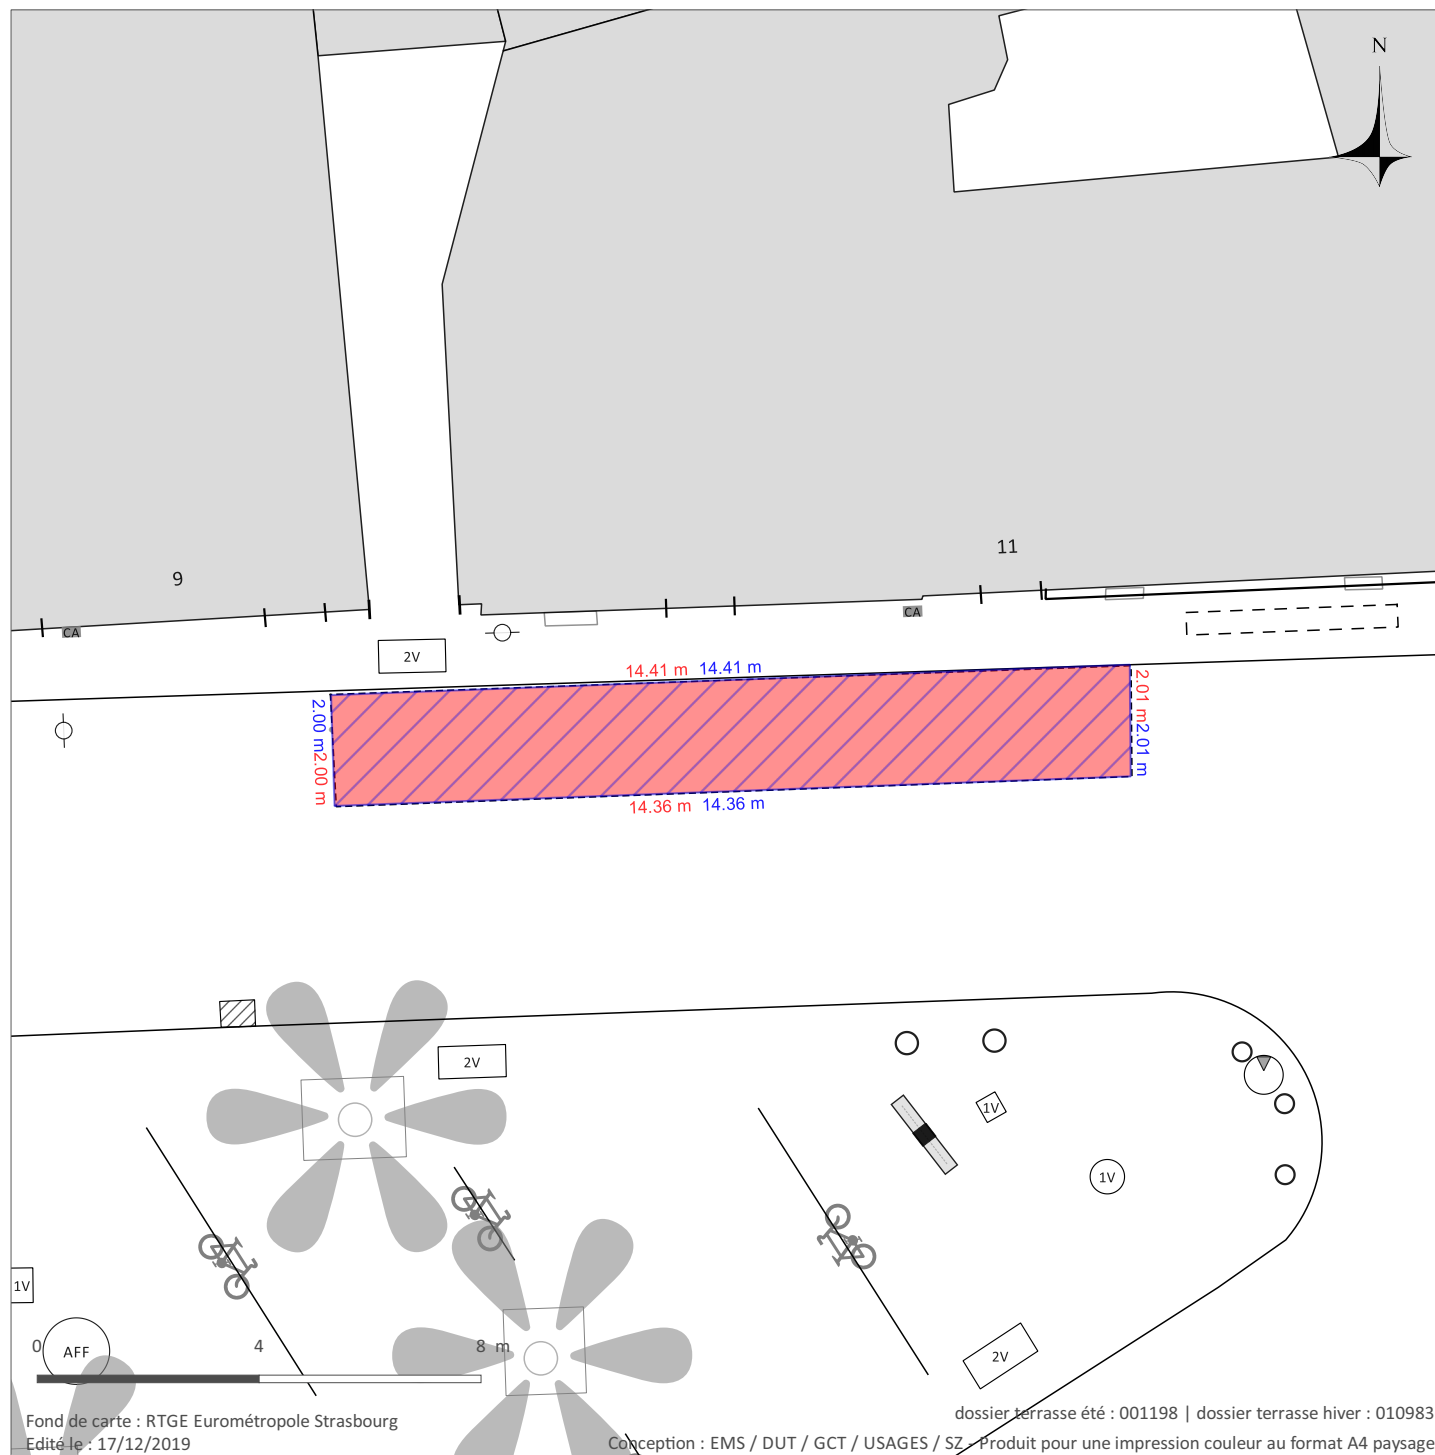 N
11
9
CA
CA
2V
14.41 m 14.41 m
2.00 m
2.00 m
2.01 m
2.01 m
14.36 m 14.36 m
2V
1V
1V
1V
0 4 8 m
AFF
2V
dossier terrasse été : 001198 | dossier terrasse hiver : 010983
Fond de carte : RTGE Eurométropole Strasbourg
Edité le : 17/12/2019
Conception : EMS / DUT / GCT / USAGES / SZ - Produit pour une impression couleur au format A4 paysage